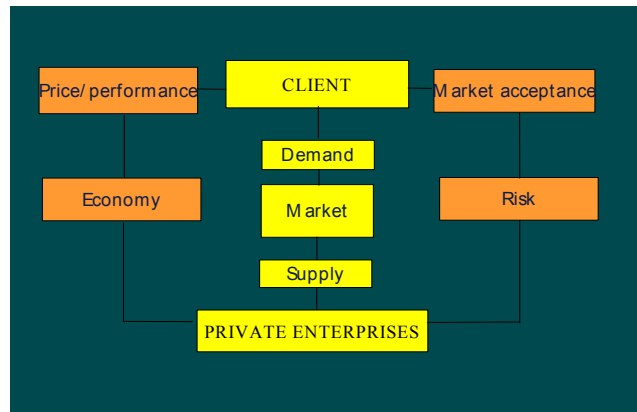 CLIENT
Price/ performance
Market acceptance
Demand
Economy
Market
Risk
Supply
PRIVATE ENTERPRISES